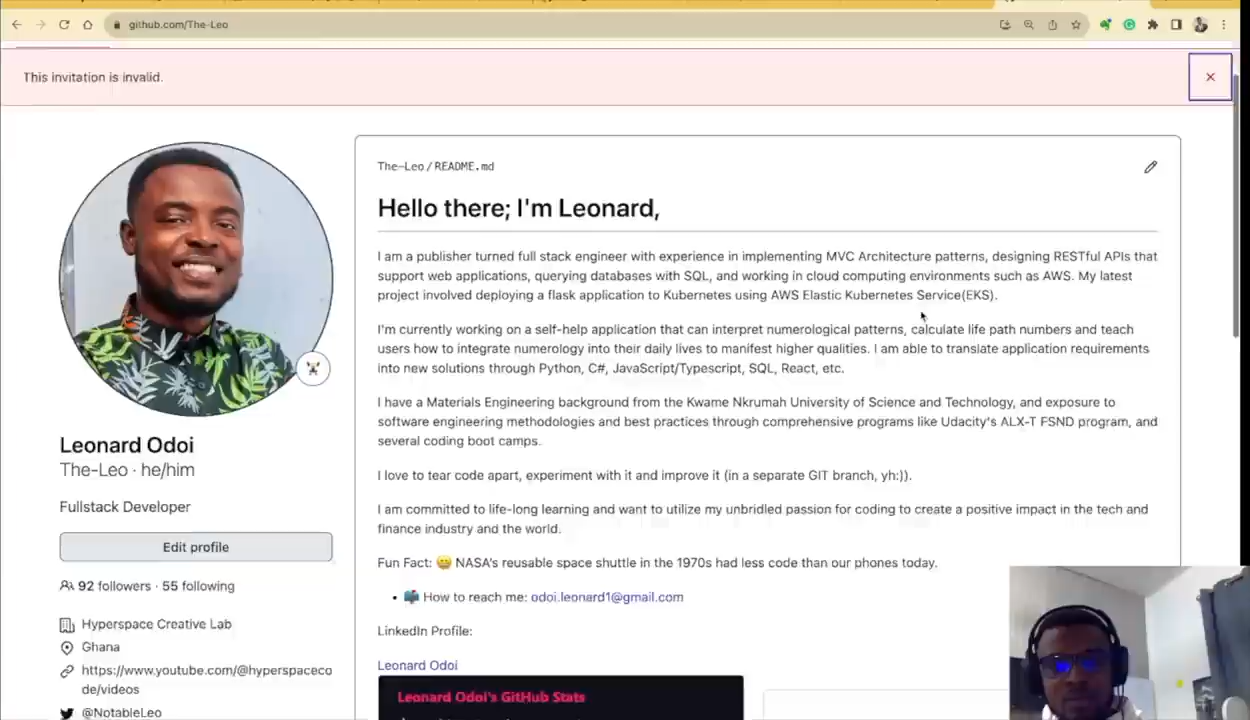 github.com/The-Leo
This invitation is invalid.
The-Leo/README.md
Hello there; I'm Leonard,
I am a publisher turned full stack engineer with experience in implementing MVC Architecture patterns, designing RESTful APIs that
support web applications, querying databases with SQL, and working in cloud computing environments such as AWS. My latest
project involved deploying a flask application to Kubernetes using AWS Elastic Kubernetes Service(EKS).
I'm currently working on a self-help application that can interpret numerological patterns, calculate life path numbers and teach
users how to integrate numerology into their daily lives to manifest higher qualities. I am able to translate application requirements
into new solutions through Python, C#, JavaScript/Typescript, SQL, React, etc.
I have a Materials Engineering background from the Kwame Nkrumah University of Science and Technology, and exposure to
software engineering methodologies and best practices through comprehensive programs like Udacity's ALX-T FSND program, and
several coding boot camps.
I love to tear code apart, experiment with it and improve it (in a separate GIT branch, yh:)).
I am committed to life-long learning and want to utilize my unbridled passion for coding to create a positive impact in the tech and
finance industry and the world.
Fun Fact: 😄 NASA's reusable space shuttle in the 1970s had less code than our phones today.
• 📫 How to reach me: odoi.leonard1@gmail.com
LinkedIn Profile:
Leonard Odoi
Leonard Odoi's GitHub Stats
Leonard Odoi
The-Leo · he/him
Fullstack Developer
Edit profile
92 followers · 55 following
Hyperspace Creative Lab
Ghana
https://www.youtube.com/@hyperspaceco
de/videos
@NotableLeo